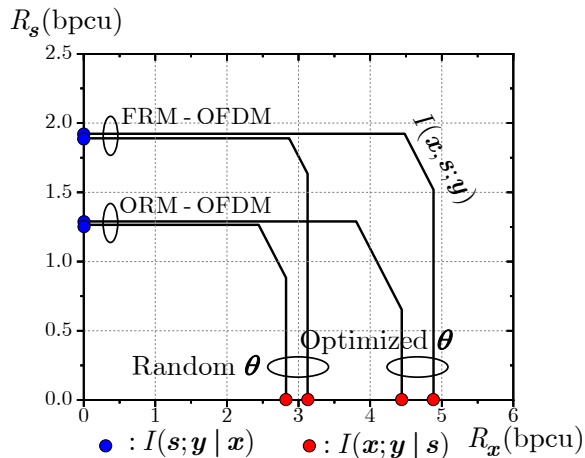 R_s(bpcu)
2.5
2.0
1.5
1.0
0.5
0.0
FRM - OFDM
I(x, s; y)
ORM - OFDM
Optimized θ
Random θ
0 1 2 3 4 5 6
R_x(bpcu)
: I(s; y | x)
: I(x; y | s)